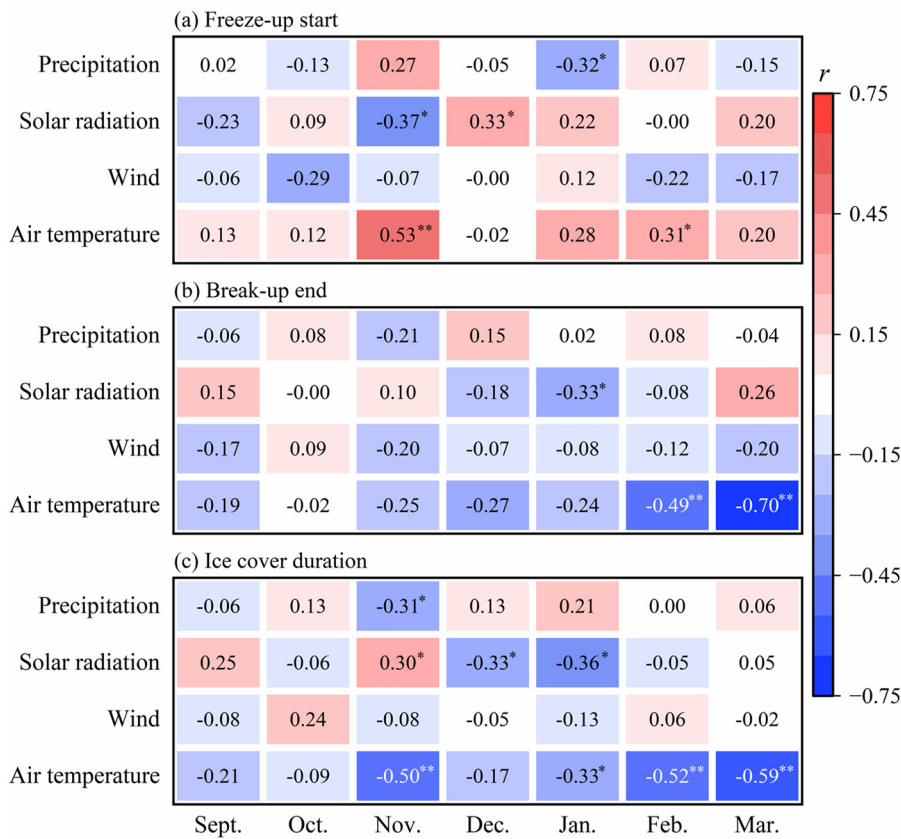 (a) Freeze-up start
Precipitation 0.02 -0.13 0.27 -0.05 -0.32* 0.07 -0.15
Solar radiation -0.23 0.09 -0.37* 0.33* 0.22 -0.00 0.20
Wind -0.06 -0.29 -0.07 -0.00 0.12 -0.22 -0.17
Air temperature 0.13 0.12 0.53** -0.02 0.28 0.31* 0.20
(b) Break-up end
Precipitation -0.06 0.08 -0.21 0.15 0.02 0.08 -0.04
Solar radiation 0.15 -0.00 0.10 -0.18 -0.33* -0.08 0.26
Wind -0.17 0.09 -0.20 -0.07 -0.08 -0.12 -0.20
Air temperature -0.19 -0.02 -0.25 -0.27 -0.24 -0.49** -0.70**
(c) Ice cover duration
Precipitation -0.06 0.13 -0.31* 0.13 0.21 0.00 0.06
Solar radiation 0.25 -0.06 0.30* -0.33* -0.36* -0.05 0.05
Wind -0.08 0.24 -0.08 -0.05 -0.13 0.06 -0.02
Air temperature -0.21 -0.09 -0.50** -0.17 -0.33* -0.52** -0.59**
Sept. Oct. Nov. Dec. Jan. Feb. Mar.
r
0.75
0.45
0.15
−0.15
−0.45
−0.75